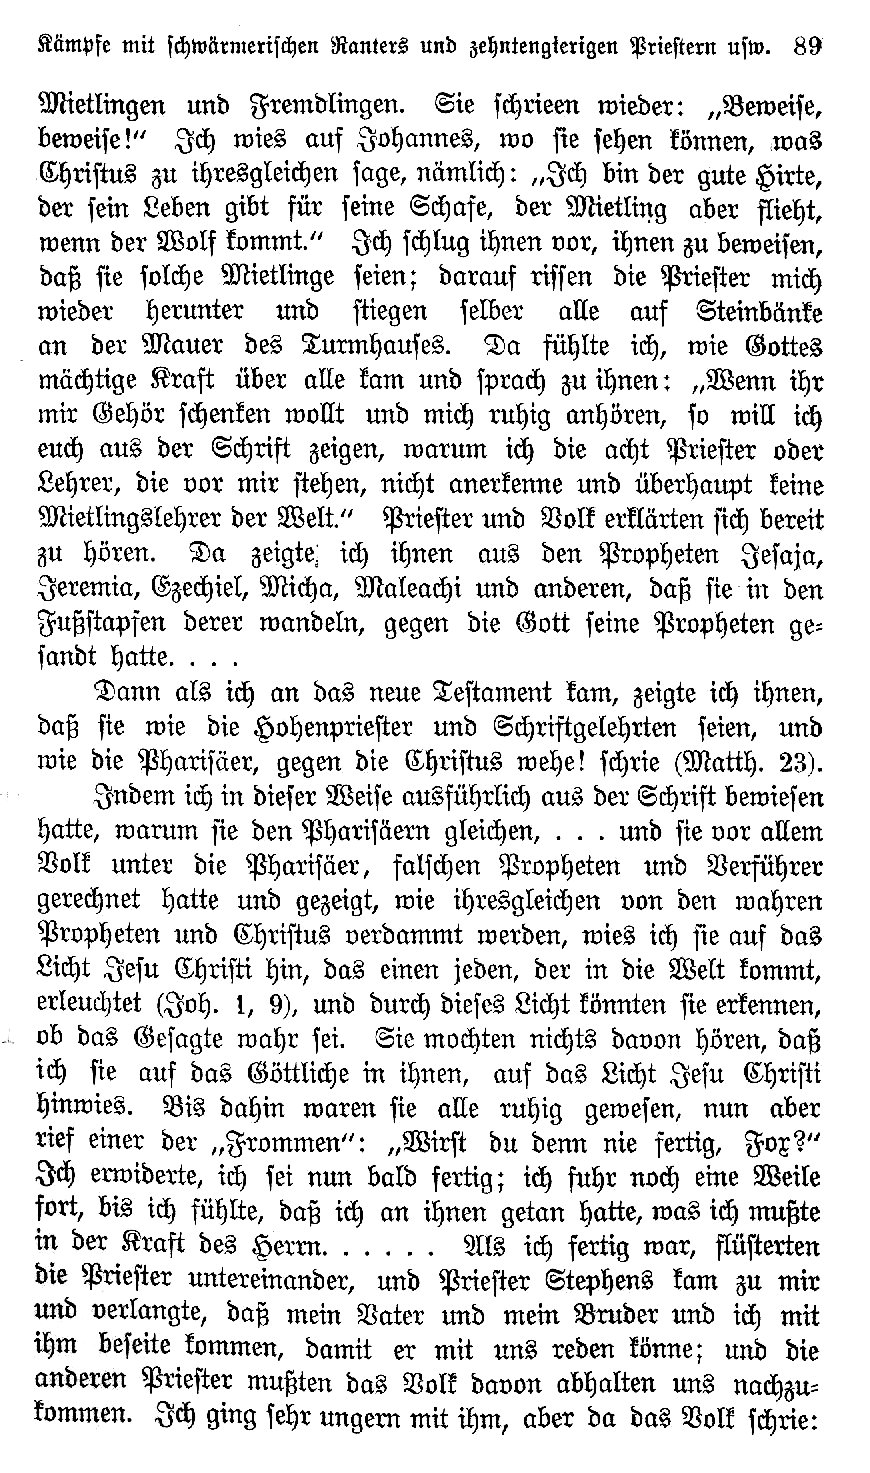 Kämpfe mit schwärmerischen Ranters und zehntengierigen Priestern usw. 89
Mietlingen und Fremdlingen. Sie schrieen wieder: „Beweise,
beweise!“ Ich wies auf Johannes, wo sie sehen können, was
Christus zu ihresgleichen sage, nämlich: „Ich bin der gute Hirte,
der sein Leben gibt für seine Schafe, der Mietling aber flieht,
wenn der Wolf kommt.“ Ich schlug ihnen vor, ihnen zu beweisen,
daß sie solche Mietlinge seien; darauf rissen die Priester mich
wieder herunter und stiegen selber alle auf Steinbänke
an der Mauer des Turmhauses. Da fühlte ich, wie Gottes
mächtige Kraft über alle kam und sprach zu ihnen: „Wenn ihr
mir Gehör schenken wollt und mich ruhig anhören, so will ich
euch aus der Schrift zeigen, warum ich die acht Priester oder
Lehrer, die vor mir stehen, nicht anerkenne und überhaupt keine
Mietlingslehrer der Welt.“ Priester und Volk erklärten sich bereit
zu hören. Da zeigte ich ihnen aus den Propheten Jesaja,
Jeremia, Ezechiel, Micha, Maleachi und anderen, daß sie in den
Fußstapfen derer wandeln, gegen die Gott seine Propheten ge-
sandt hatte. . . .
Dann als ich an das neue Testament kam, zeigte ich ihnen,
daß sie wie die Hohenpriester und Schriftgelehrten seien, und
wie die Pharisäer, gegen die Christus wehe! schrie (Matth. 23).
Indem ich in dieser Weise ausführlich aus der Schrift bewiesen
hatte, warum sie den Pharisäern gleichen, . . . und sie vor allem
Volk unter die Pharisäer, falschen Propheten und Verführer
gerechnet hatte und gezeigt, wie ihresgleichen von den wahren
Propheten und Christus verdammt werden, wies ich sie auf das
Licht Jesu Christi hin, das einen jeden, der in die Welt kommt,
erleuchtet (Joh. 1, 9), und durch dieses Licht könnten sie erkennen,
ob das Gesagte wahr sei. Sie mochten nichts davon hören, daß
ich sie auf das Göttliche in ihnen, auf das Licht Jesu Christi
hinwies. Bis dahin waren sie alle ruhig gewesen, nun aber
rief einer der „Frommen“: „Wirst du denn nie fertig, Fox?“
Ich erwiderte, ich sei nun bald fertig; ich fuhr noch eine Weile
fort, bis ich fühlte, daß ich an ihnen getan hatte, was ich mußte
in der Kraft des Herrn. . . . . . Als ich fertig war, flüsterten
die Priester untereinander, und Priester Stephens kam zu mir
und verlangte, daß mein Vater und mein Bruder und ich mit
ihm beseite kommen, damit er mit uns reden könne; und die
anderen Priester mußten das Volk davon abhalten uns nachzu-
kommen. Ich ging sehr ungern mit ihm, aber da das Volk schrie: